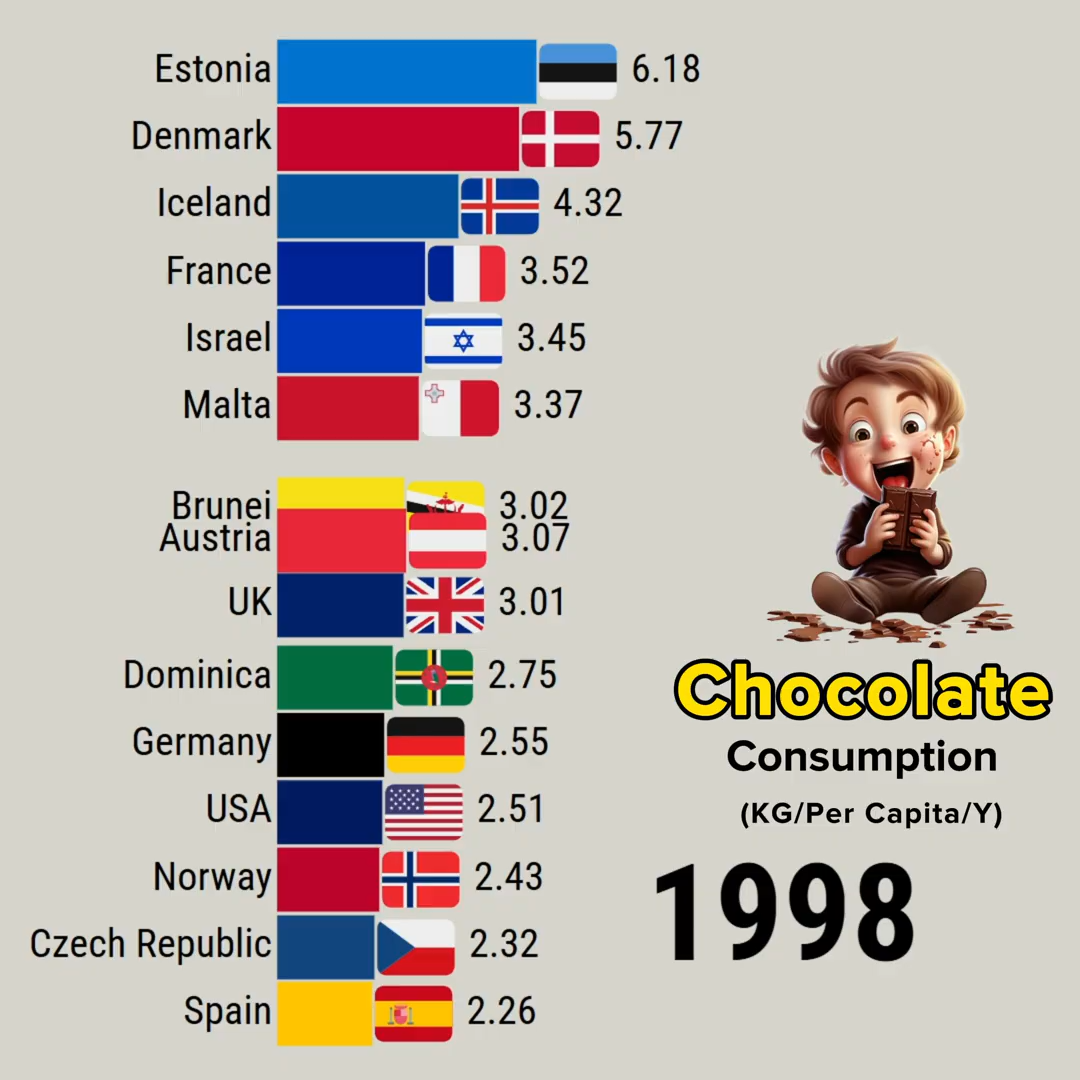 Estonia 6.18
Denmark 5.77
Iceland 4.32
France 3.52
Israel 3.45
Malta 3.37
Brunei 3.02
Austria 3.07
UK 3.01
Dominica 2.75
Germany 2.55
USA 2.51
Norway 2.43
Czech Republic 2.32
Spain 2.26
Chocolate
Consumption
(KG/Per Capita/Y)
1998